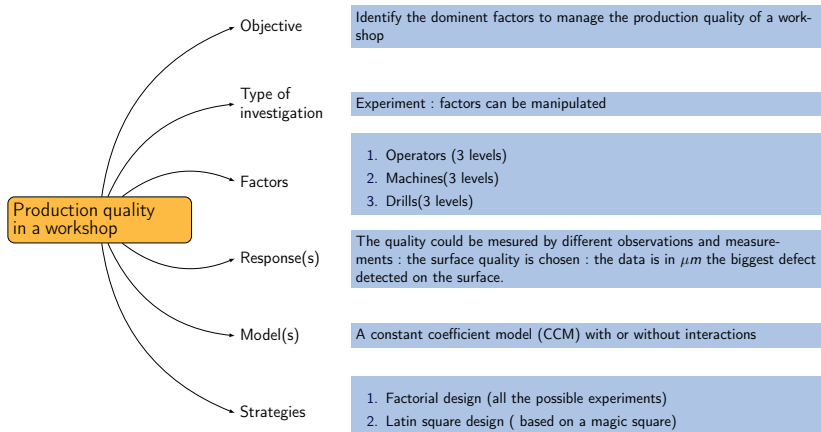 Production quality
in a workshop
Objective
Identify the dominent factors to manage the production quality of a work-
shop
Type of
investigation
Experiment : factors can be manipulated
Factors
1. Operators (3 levels)
2. Machines(3 levels)
3. Drills(3 levels)
Response(s)
The quality could be mesured by different observations and measure-
ments : the surface quality is chosen : the data is in μm the biggest defect
detected on the surface.
Model(s)
A constant coefficient model (CCM) with or without interactions
Strategies
1. Factorial design (all the possible experiments)
2. Latin square design ( based on a magic square)